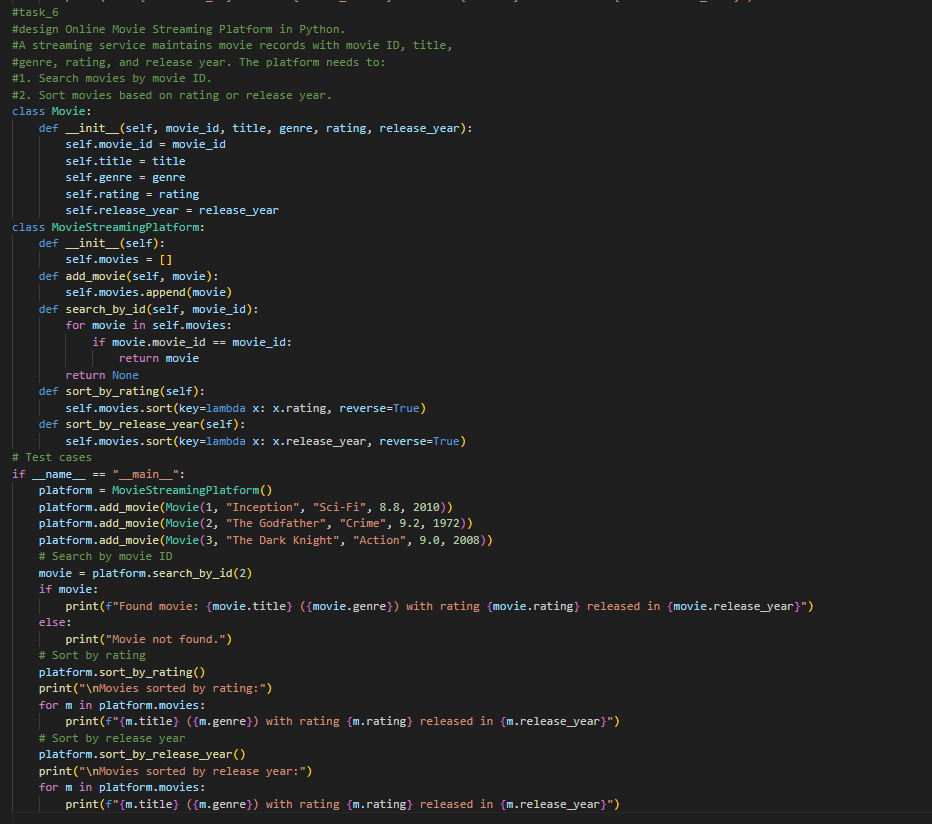 #task_6
#design Online Movie Streaming Platform in Python.
#A streaming service maintains movie records with movie ID, title,
#genre, rating, and release year. The platform needs to:
#1. Search movies by movie ID.
#2. Sort movies based on rating or release year.
class Movie:
    def __init__(self, movie_id, title, genre, rating, release_year):
        self.movie_id = movie_id
        self.title = title
        self.genre = genre
        self.rating = rating
        self.release_year = release_year
class MovieStreamingPlatform:
    def __init__(self):
        self.movies = []
    def add_movie(self, movie):
        self.movies.append(movie)
    def search_by_id(self, movie_id):
        for movie in self.movies:
            if movie.movie_id == movie_id:
                return movie
        return None
    def sort_by_rating(self):
        self.movies.sort(key=lambda x: x.rating, reverse=True)
    def sort_by_release_year(self):
        self.movies.sort(key=lambda x: x.release_year, reverse=True)
# Test cases
if __name__ == "__main__":
    platform = MovieStreamingPlatform()
    platform.add_movie(Movie(1, "Inception", "Sci-Fi", 8.8, 2010))
    platform.add_movie(Movie(2, "The Godfather", "Crime", 9.2, 1972))
    platform.add_movie(Movie(3, "The Dark Knight", "Action", 9.0, 2008))
    # Search by movie ID
    movie = platform.search_by_id(2)
    if movie:
        print(f"Found movie: {movie.title} ({movie.genre}) with rating {movie.rating} released in {movie.release_year}")
    else:
        print("Movie not found.")
    # Sort by rating
    platform.sort_by_rating()
    print("\nMovies sorted by rating:")
    for m in platform.movies:
        print(f"{m.title} ({m.genre}) with rating {m.rating} released in {m.release_year}")
    # Sort by release year
    platform.sort_by_release_year()
    print("\nMovies sorted by release year:")
    for m in platform.movies:
        print(f"{m.title} ({m.genre}) with rating {m.rating} released in {m.release_year}")